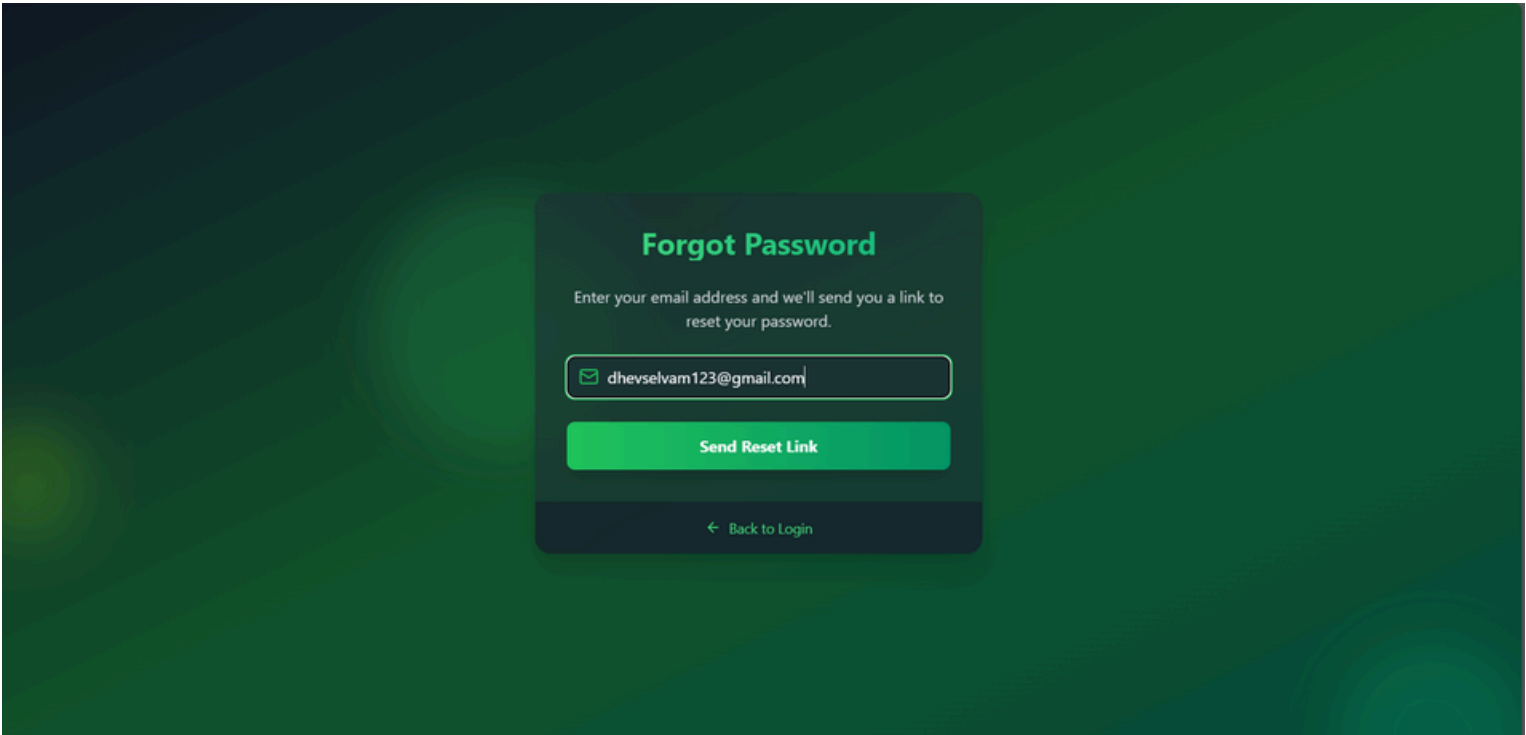 Forgot Password
Enter your email address and we'll send you a link to
reset your password.
dhevselvam123@gmail.com
Send Reset Link
← Back to Login